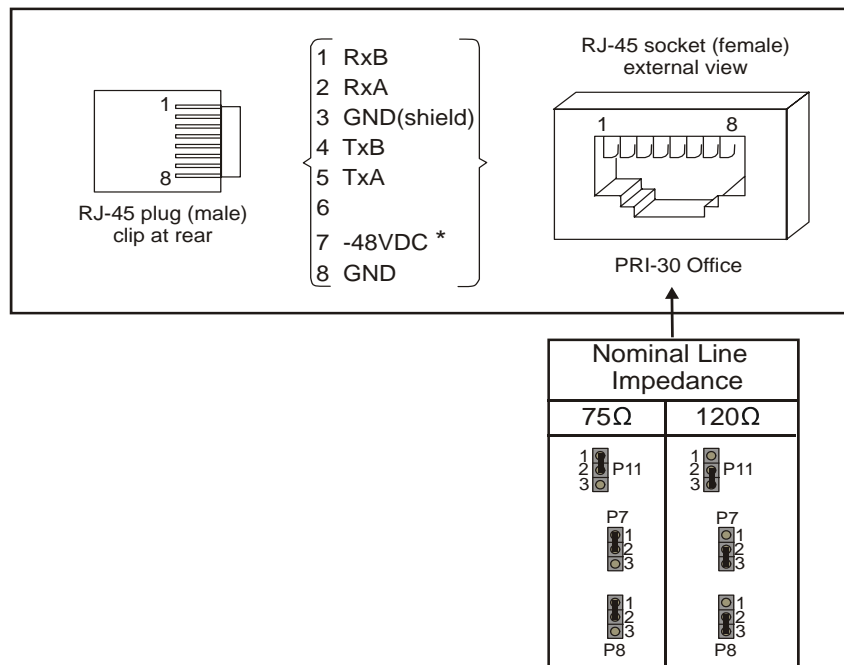 1
8
RJ-45 plug (male)
clip at rear
1 RxB
2 RxA
3 GND(shield)
4 TxB
5 TxA
6
7 -48VDC *
8 GND
RJ-45 socket (female)
external view
1 8
PRI-30 Office
Nominal Line
Impedance
75Ω 120Ω
1
2 P11
3
1
2 P11
3
P7
1
2
3
P7
1
2
3
1
2
3
P8
1
2
3
P8